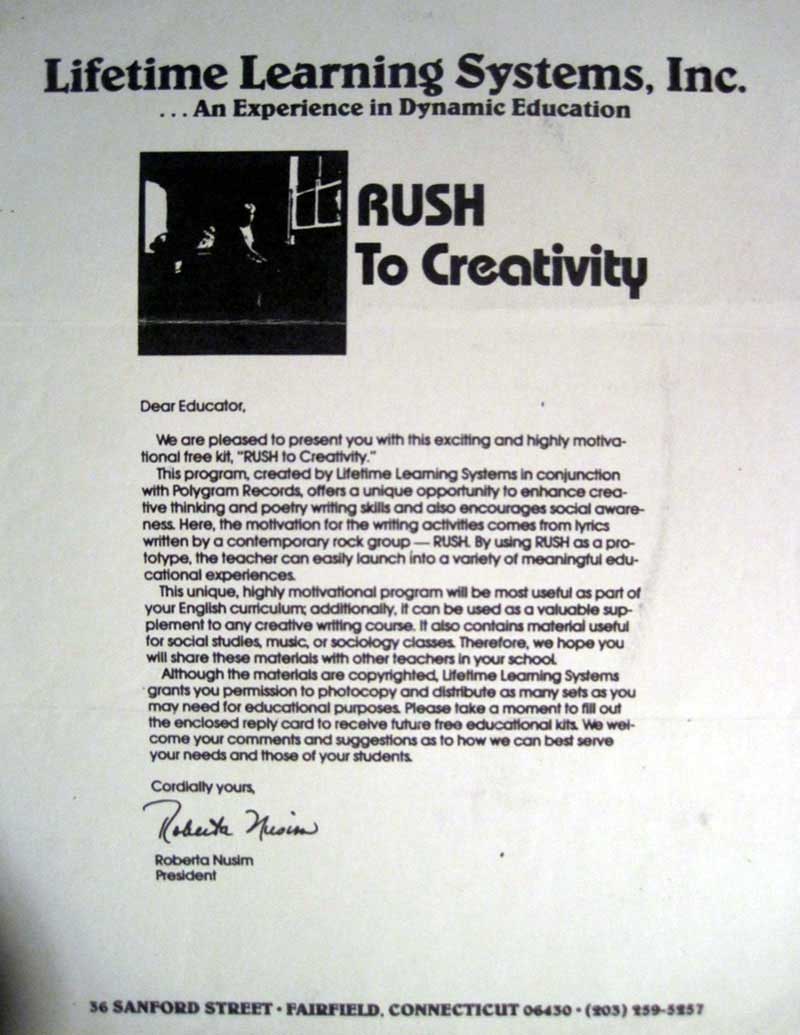 Lifetime Learning Systems, Inc.
...An Experience in Dynamic Education
RUSH
To Creativity
Dear Educator,
We are pleased to present you with this exciting and highly motiva-
tional free kit, "RUSH to Creativity."
This program, created by Lifetime Learning Systems in conjunction
with Polygram Records, offers a unique opportunity to enhance crea-
tive thinking and poetry writing skills and also encourages social aware-
ness. Here, the motivation for the writing activities comes from lyrics
written by a contemporary rock group — RUSH. By using RUSH as a pro-
totype, the teacher can easily launch into a variety of meaningful edu-
cational experiences.
This unique, highly motivational program will be most useful as part of
your English curriculum; additionally, it can be used as a valuable sup-
plement to any creative writing course. It also contains material useful
for social studies, music, or sociology classes. Therefore, we hope you
will share these materials with other teachers in your school.
Although the materials are copyrighted, Lifetime Learning Systems
grants you permission to photocopy and distribute as many sets as you
may need for educational purposes. Please take a moment to fill out
the enclosed reply card to receive future free educational kits. We wel-
come your comments and suggestions as to how we can best serve
your needs and those of your students.
Cordially yours,
Roberta Nusim
Roberta Nusim
President
36 SANFORD STREET · FAIRFIELD, CONNECTICUT 06430 · (203) 259-5257